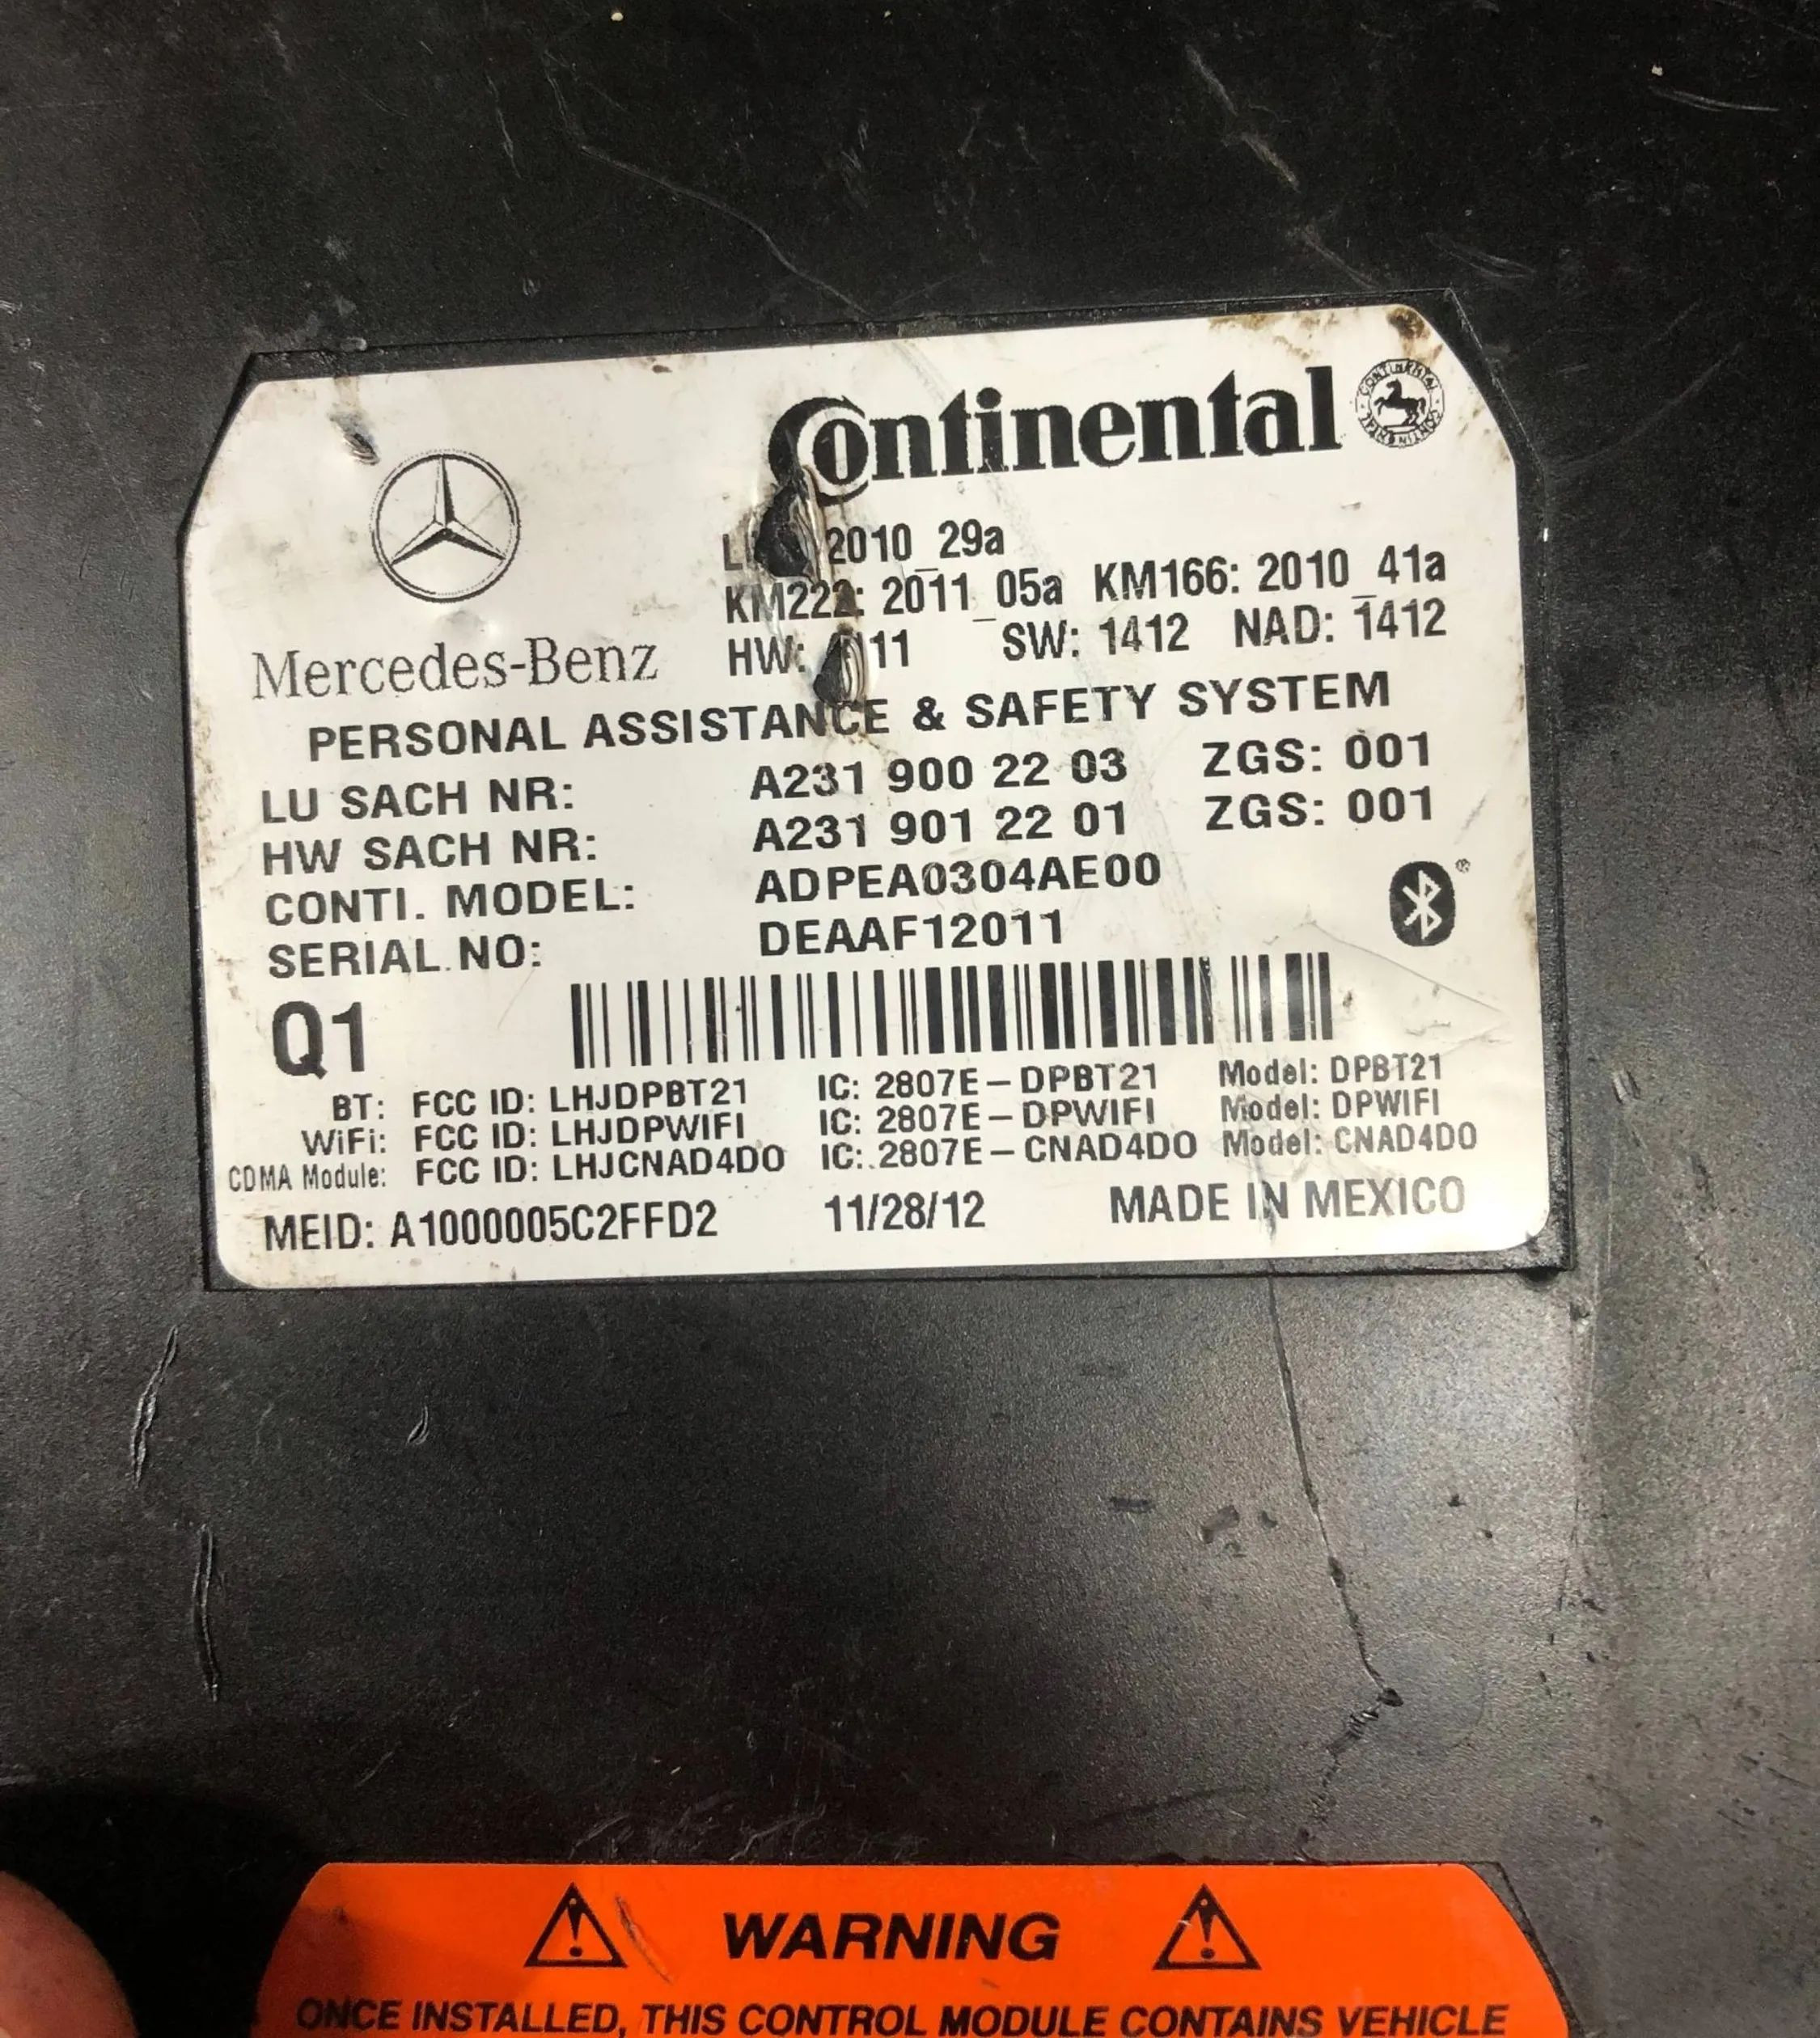 Continental
CONTINENTAL · CONTINENTAL
2010_29a
KM222: 2011_05a KM166: 2010_41a
HW: SW: 1412 NAD: 1412
Mercedes-Benz
PERSONAL ASSISTANCE & SAFETY SYSTEM
LU SACH NR: A231 900 22 03 ZGS: 001
HW SACH NR: A231 901 22 01 ZGS: 001
CONTI. MODEL: ADPEA0304AE00
SERIAL NO: DEAAF12011
®
Q1
BT: FCC ID: LHJDPBT21 IC: 2807E-DPBT21 Model: DPBT21
WiFi: FCC ID: LHJDPWIFI IC: 2807E-DPWIFI Model: DPWIFI
CDMA Module: FCC ID: LHJCNAD4DO IC: 2807E-CNAD4DO Model: CNAD4DO
MEID: A1000005C2FFD2 11/28/12 MADE IN MEXICO
WARNING
ONCE INSTALLED, THIS CONTROL MODULE CONTAINS VEHICLE